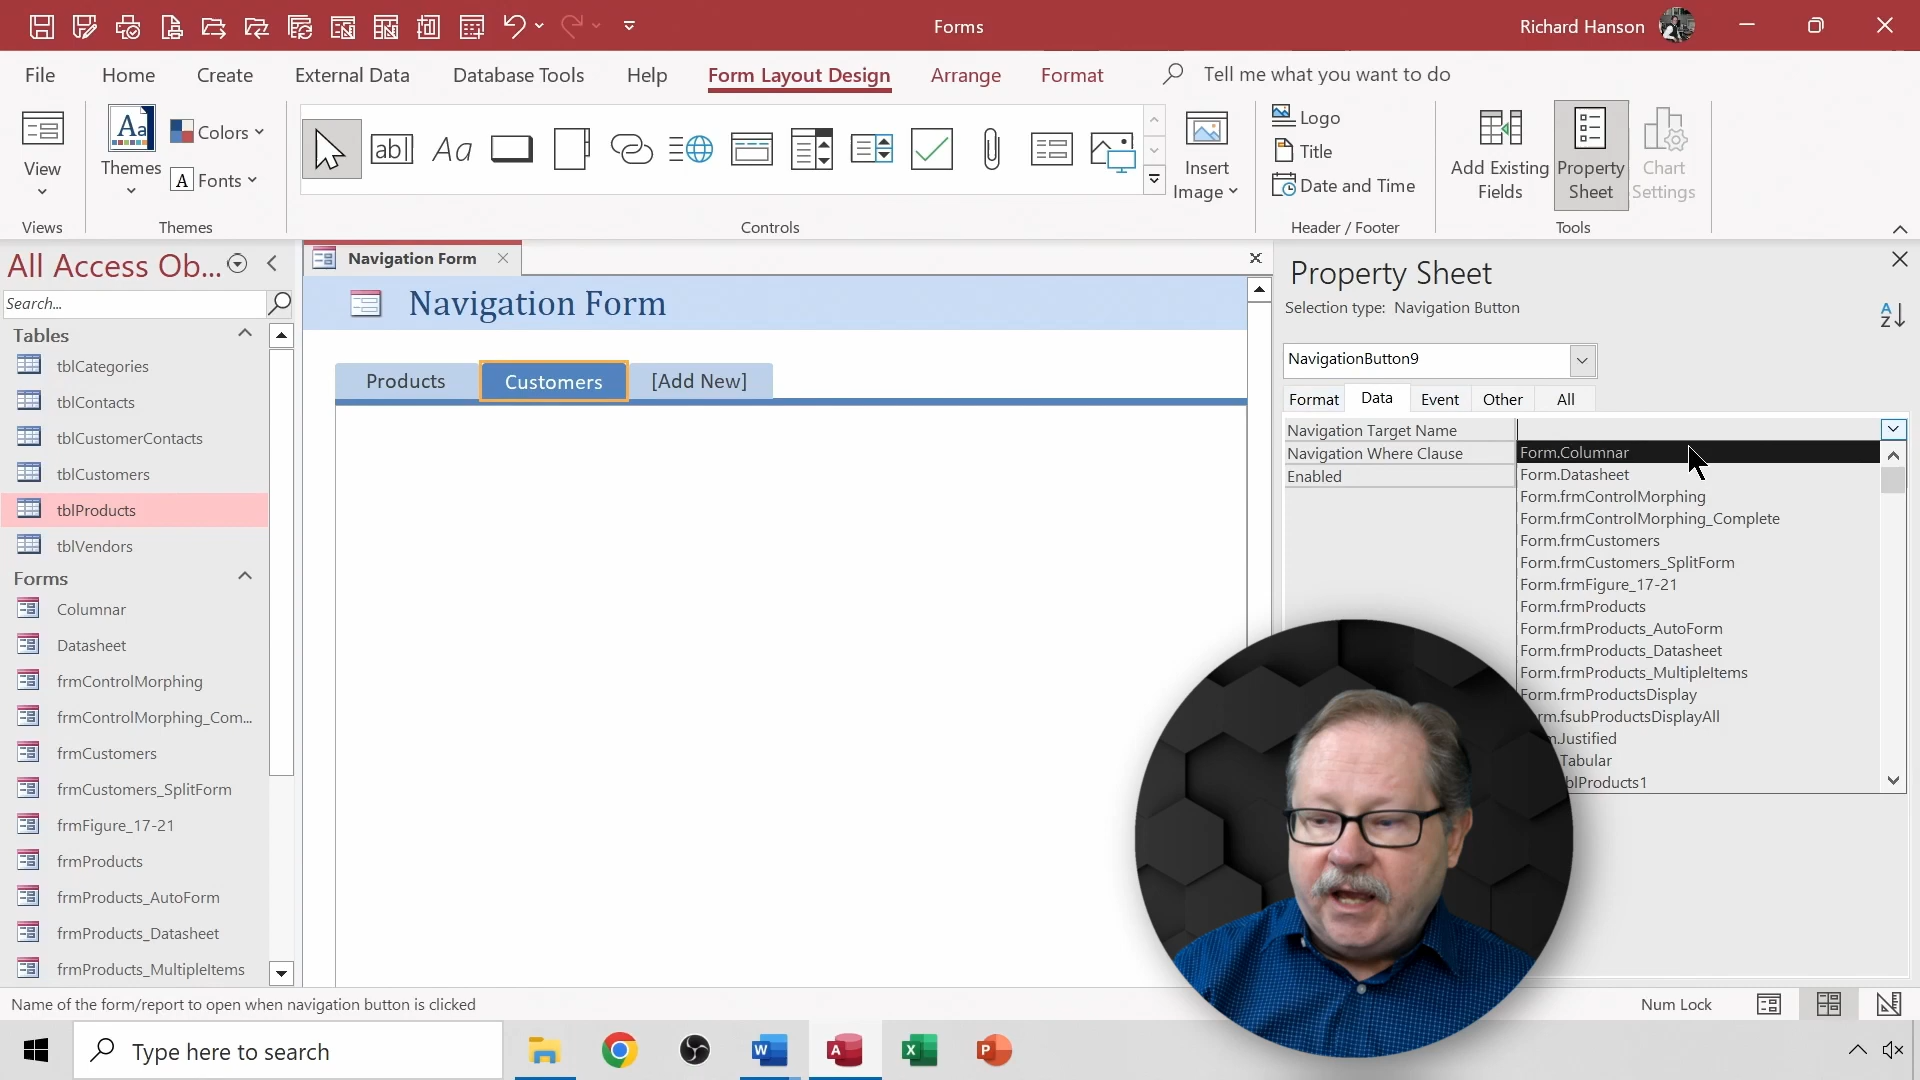 Forms
Richard Hanson
File
Home
Create
External Data
Database Tools
Help
Form Layout Design
Arrange
Format
Tell me what you want to do
View
Views
Aa
Themes
Colors
A Fonts
Themes
ab|
Aa
Controls
Insert
Image
Logo
Title
Date and Time
Header / Footer
Add Existing
Fields
Property
Sheet
Chart
Settings
Tools
All Access Ob...
Search...
Tables
tblCategories
tblContacts
tblCustomerContacts
tblCustomers
tblProducts
tblVendors
Forms
Columnar
Datasheet
frmControlMorphing
frmControlMorphing_Com...
frmCustomers
frmCustomers_SplitForm
frmFigure_17-21
frmProducts
frmProducts_AutoForm
frmProducts_Datasheet
frmProducts_MultipleItems
Navigation Form
Navigation Form
Products
Customers
[Add New]
Property Sheet
Selection type: Navigation Button
A
Z
NavigationButton9
Format
Data
Event
Other
All
Navigation Target Name
Navigation Where Clause
Enabled
Form.Columnar
Form.Datasheet
Form.frmControlMorphing
Form.frmControlMorphing_Complete
Form.frmCustomers
Form.frmCustomers_SplitForm
Form.frmFigure_17-21
Form.frmProducts
Form.frmProducts_AutoForm
Form.frmProducts_Datasheet
Form.frmProducts_MultipleItems
Form.frmProductsDisplay
m.fsubProductsDisplayAll
.Justified
Tabular
blProducts1
Name of the form/report to open when navigation button is clicked
Num Lock
Type here to search
W
A
X
P